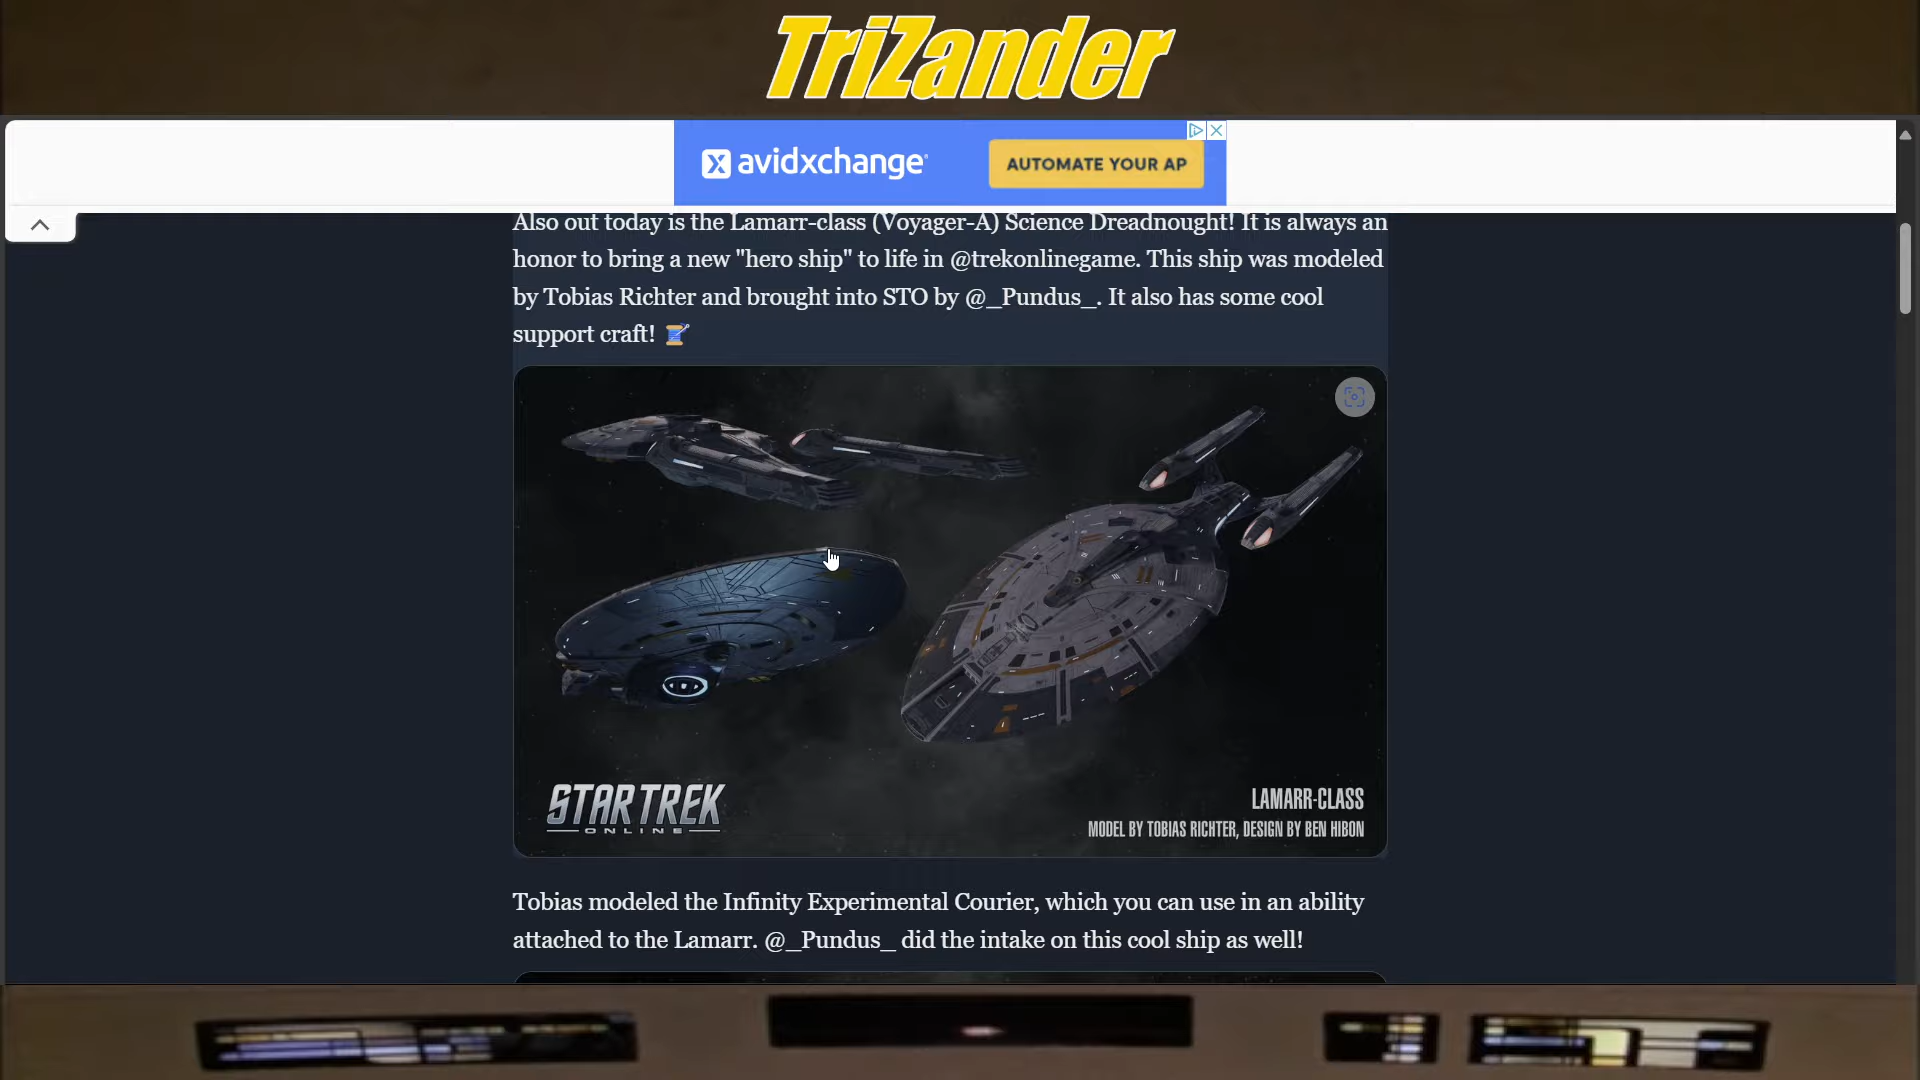 TriZander
avidxchange
AUTOMATE YOUR AP
Also out today is the Lamarr-class (Voyager-A) Science Dreadnought! It is always an
honor to bring a new "hero ship" to life in @trekonlinegame. This ship was modeled
by Tobias Richter and brought into STO by @_Pundus_. It also has some cool
support craft!
STAR TREK
ONLINE
LAMARR-CLASS
MODEL BY TOBIAS RICHTER, DESIGN BY BEN HIBON
Tobias modeled the Infinity Experimental Courier, which you can use in an ability
attached to the Lamarr. @_Pundus_ did the intake on this cool ship as well!